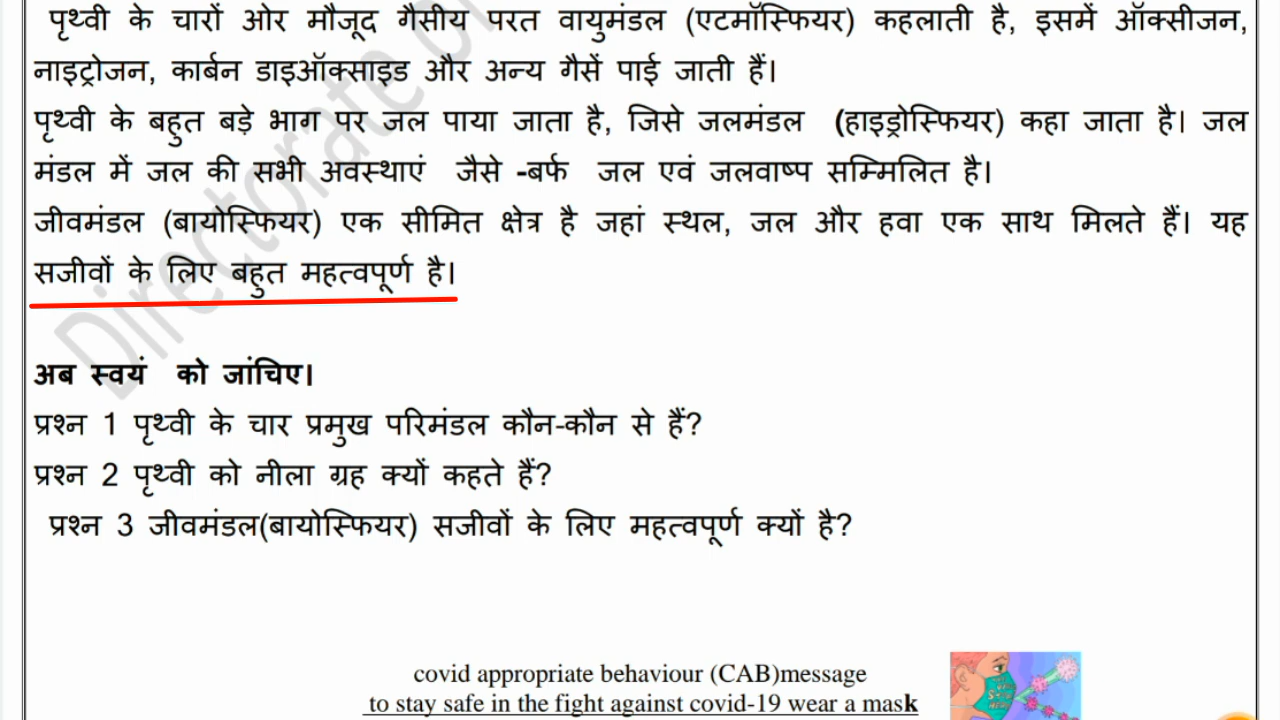 पृथ्वी के चारों ओर मौजूद गैसीय परत वायुमंडल (एटमॉस्फियर) कहलाती है, इसमें ऑक्सीजन,
नाइट्रोजन, कार्बन डाइऑक्साइड और अन्य गैसें पाई जाती हैं।
पृथ्वी के बहुत बड़े भाग पर जल पाया जाता है, जिसे जलमंडल (हाइड्रोस्फियर) कहा जाता है। जल
मंडल में जल की सभी अवस्थाएं जैसे -बर्फ जल एवं जलवाष्प सम्मिलित है।
जीवमंडल (बायोस्फियर) एक सीमित क्षेत्र है जहां स्थल, जल और हवा एक साथ मिलते हैं। यह
सजीवों के लिए बहुत महत्वपूर्ण है।
अब स्वयं को जांचिए।
प्रश्न 1 पृथ्वी के चार प्रमुख परिमंडल कौन-कौन से हैं?
प्रश्न 2 पृथ्वी को नीला ग्रह क्यों कहते हैं?
प्रश्न 3 जीवमंडल(बायोस्फियर) सजीवों के लिए महत्वपूर्ण क्यों है?
covid appropriate behaviour (CAB)message
to stay safe in the fight against covid-19 wear a mask
Directorate of